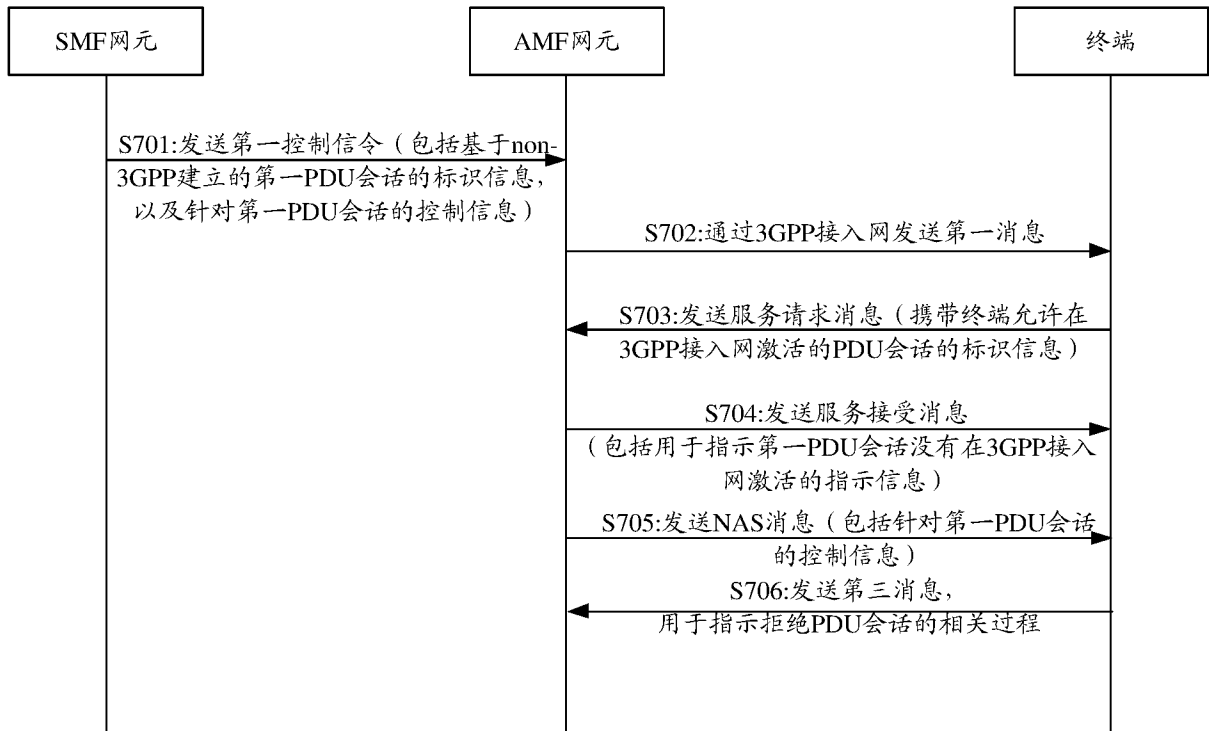 SMF网元
AMF网元
终端
S701:发送第一控制信令（包括基于non-
3GPP建立的第一PDU会话的标识信息，
以及针对第一PDU会话的控制信息）
S702:通过3GPP接入网发送第一消息
S703:发送服务请求消息（携带终端允许在
3GPP接入网激活的PDU会话的标识信息）
S704:发送服务接受消息
（包括用于指示第一PDU会话没有在3GPP接入
网激活的指示信息）
S705:发送NAS消息（包括针对第一PDU会话
的控制信息）
S706:发送第三消息，
用于指示拒绝PDU会话的相关过程